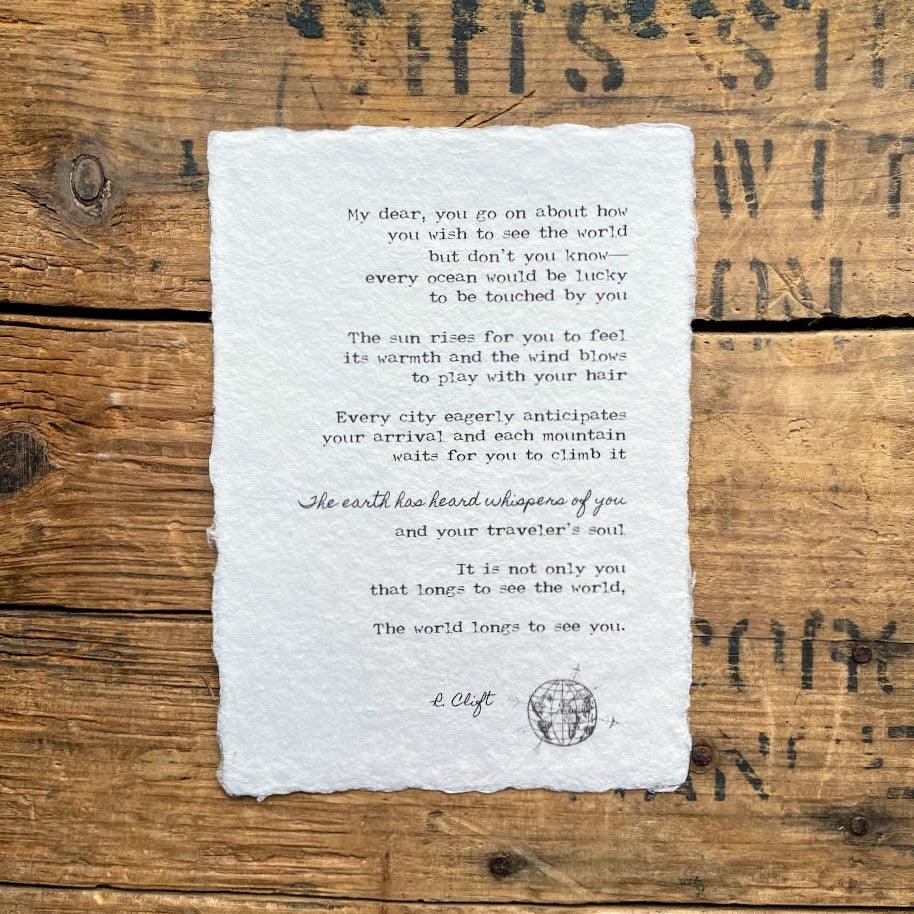 My dear, you go on about how
you wish to see the world
but don't you know—
every ocean would be lucky
to be touched by you
The sun rises for you to feel
its warmth and the wind blows
to play with your hair
Every city eagerly anticipates
your arrival and each mountain
waits for you to climb it
The earth has heard whispers of you
and your traveler's soul
It is not only you
that longs to see the world,
The world longs to see you.
R. Clift